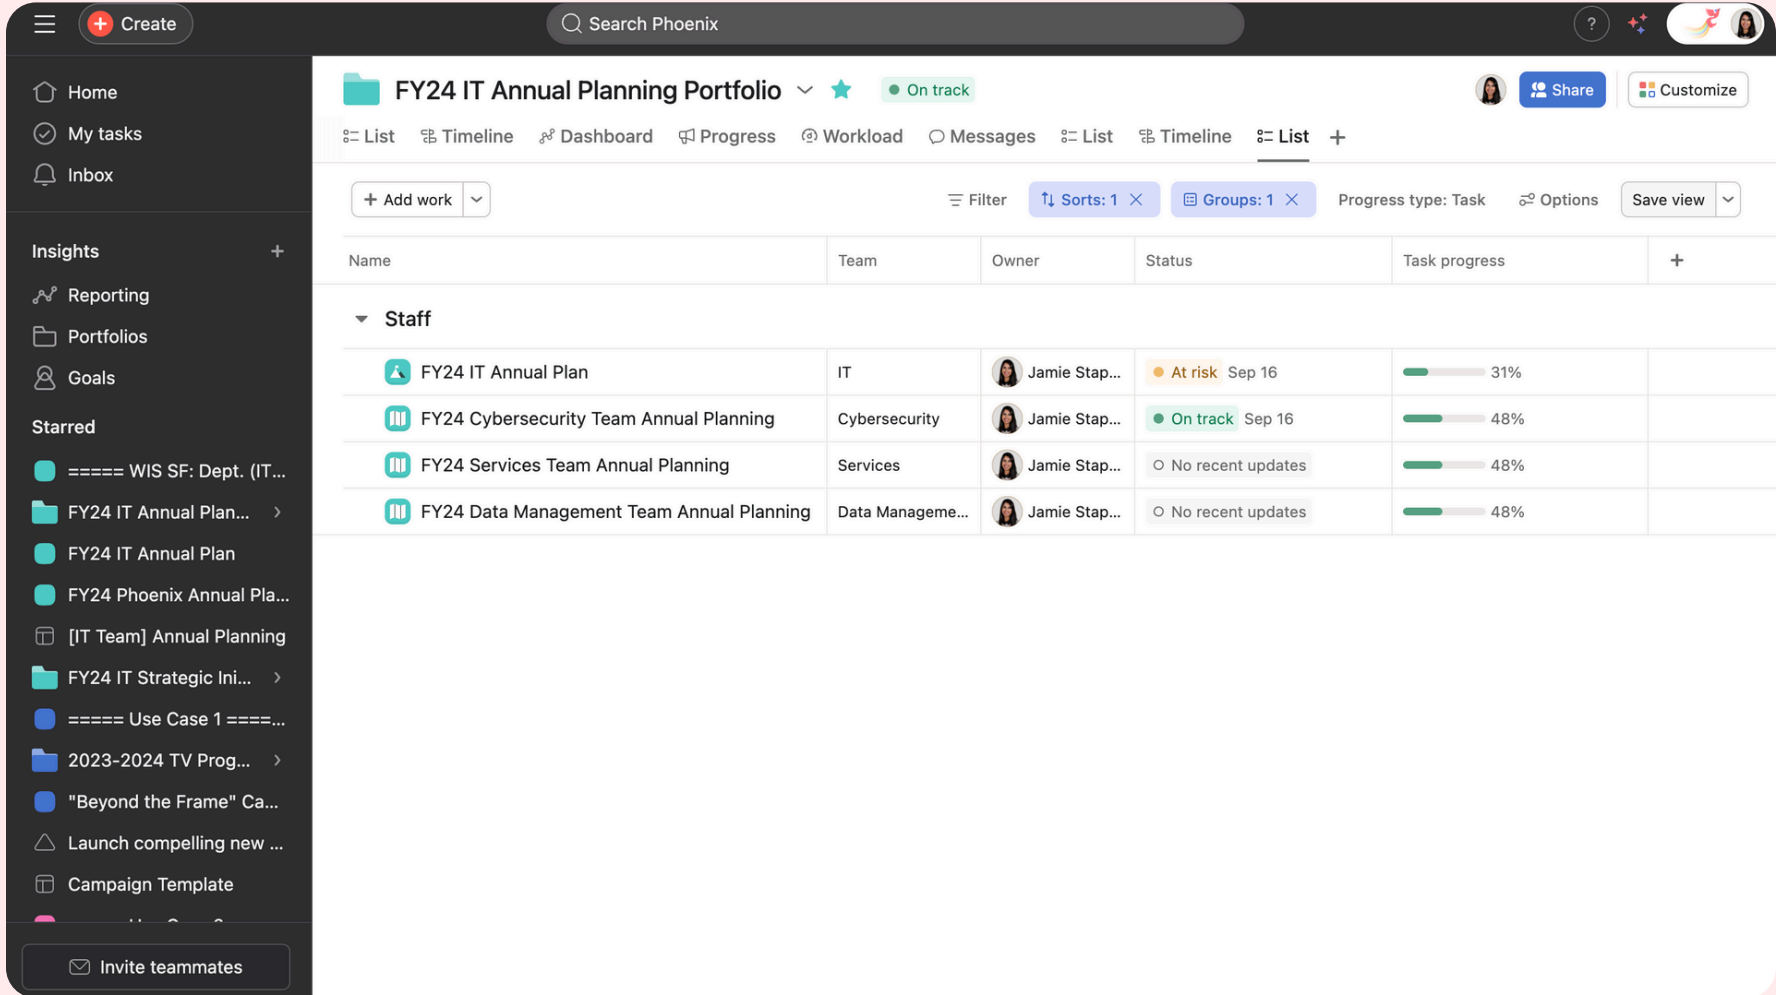 Create
Search Phoenix
?
Home
My tasks
Inbox
Insights
Reporting
Portfolios
Goals
Starred
===== WIS SF: Dept. (IT...
FY24 IT Annual Plan...
FY24 IT Annual Plan
FY24 Phoenix Annual Pla...
[IT Team] Annual Planning
FY24 IT Strategic Ini...
===== Use Case 1 ====...
2023-2024 TV Prog...
"Beyond the Frame" Ca...
Launch compelling new ...
Campaign Template
Invite teammates
FY24 IT Annual Planning Portfolio
On track
Share
Customize
List Timeline Dashboard Progress Workload Messages List Timeline List +
+ Add work
Filter
Sorts: 1 ×
Groups: 1 ×
Progress type: Task
Options
Save view
Name Team Owner Status Task progress +
Staff
FY24 IT Annual Plan IT Jamie Stap... At risk Sep 16 31%
FY24 Cybersecurity Team Annual Planning Cybersecurity Jamie Stap... On track Sep 16 48%
FY24 Services Team Annual Planning Services Jamie Stap... No recent updates 48%
FY24 Data Management Team Annual Planning Data Manageme... Jamie Stap... No recent updates 48%